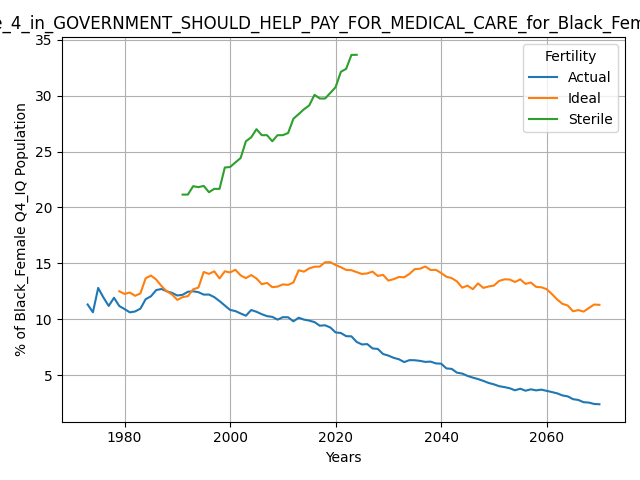 _4_in_GOVERNMENT_SHOULD_HELP_PAY_FOR_MEDICAL_CARE_for_Black_Fem
35
30
25
20
15
10
5
% of Black_Female Q4_IQ Population
Fertility
Actual
Ideal
Sterile
1980
2000
2020
2040
2060
Years